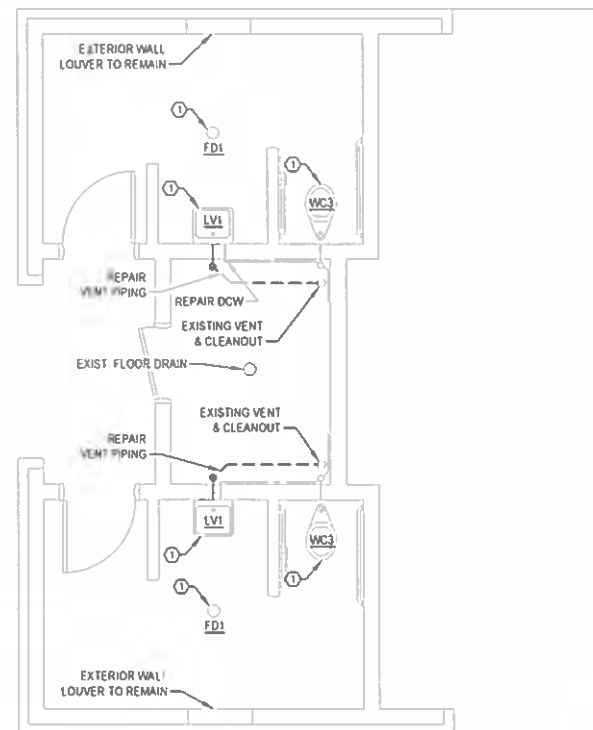 EXTERIOR WALL
LOUVER TO REMAIN
1
FD1
1
1
LV1
WC3
REPAIR
VENT PIPING
REPAIR DCW
EXISTING VENT
& CLEANOUT
EXIST. FLOOR DRAIN
EXISTING VENT
& CLEANOUT
REPAIR
VENT PIPING
LV1
WC3
1
1
1
FD1
EXTERIOR WALL
LOUVER TO REMAIN